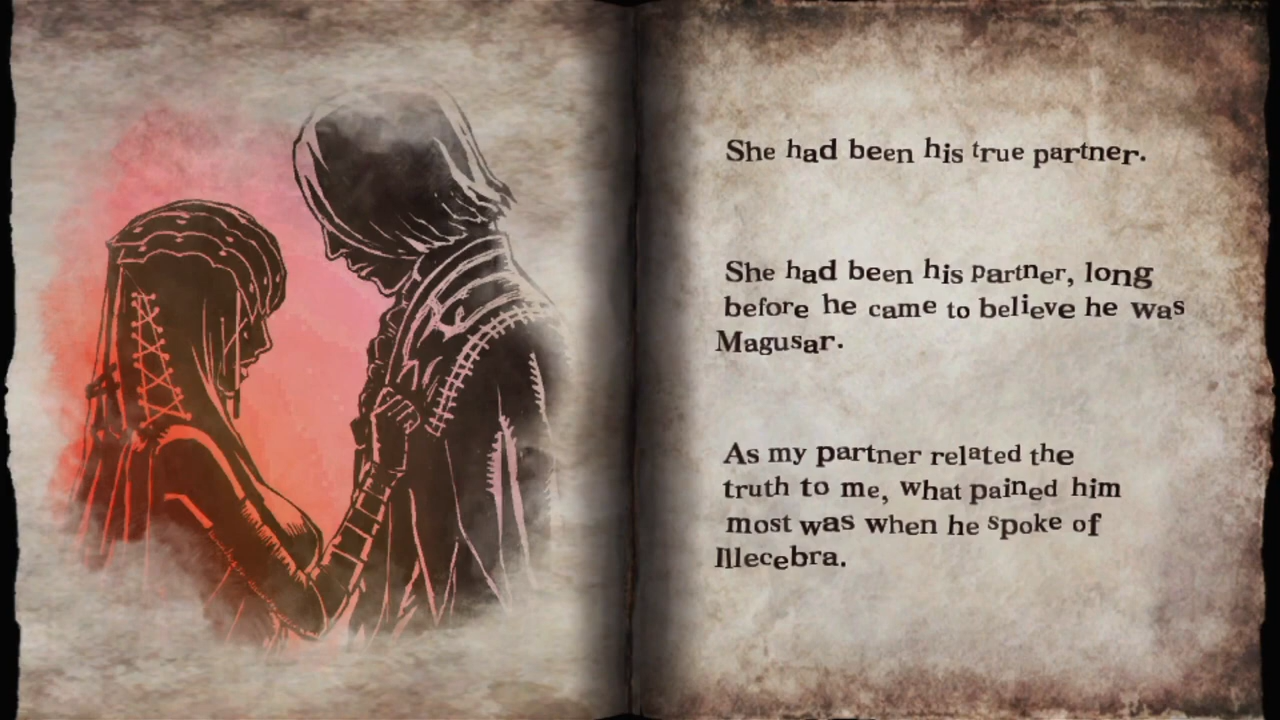 She had been his true partner.
She had been his partner, long
before he came to believe he was
Magusar.
As my partner related the
truth to me, what pained him
most was when he spoke of
Illecebra.